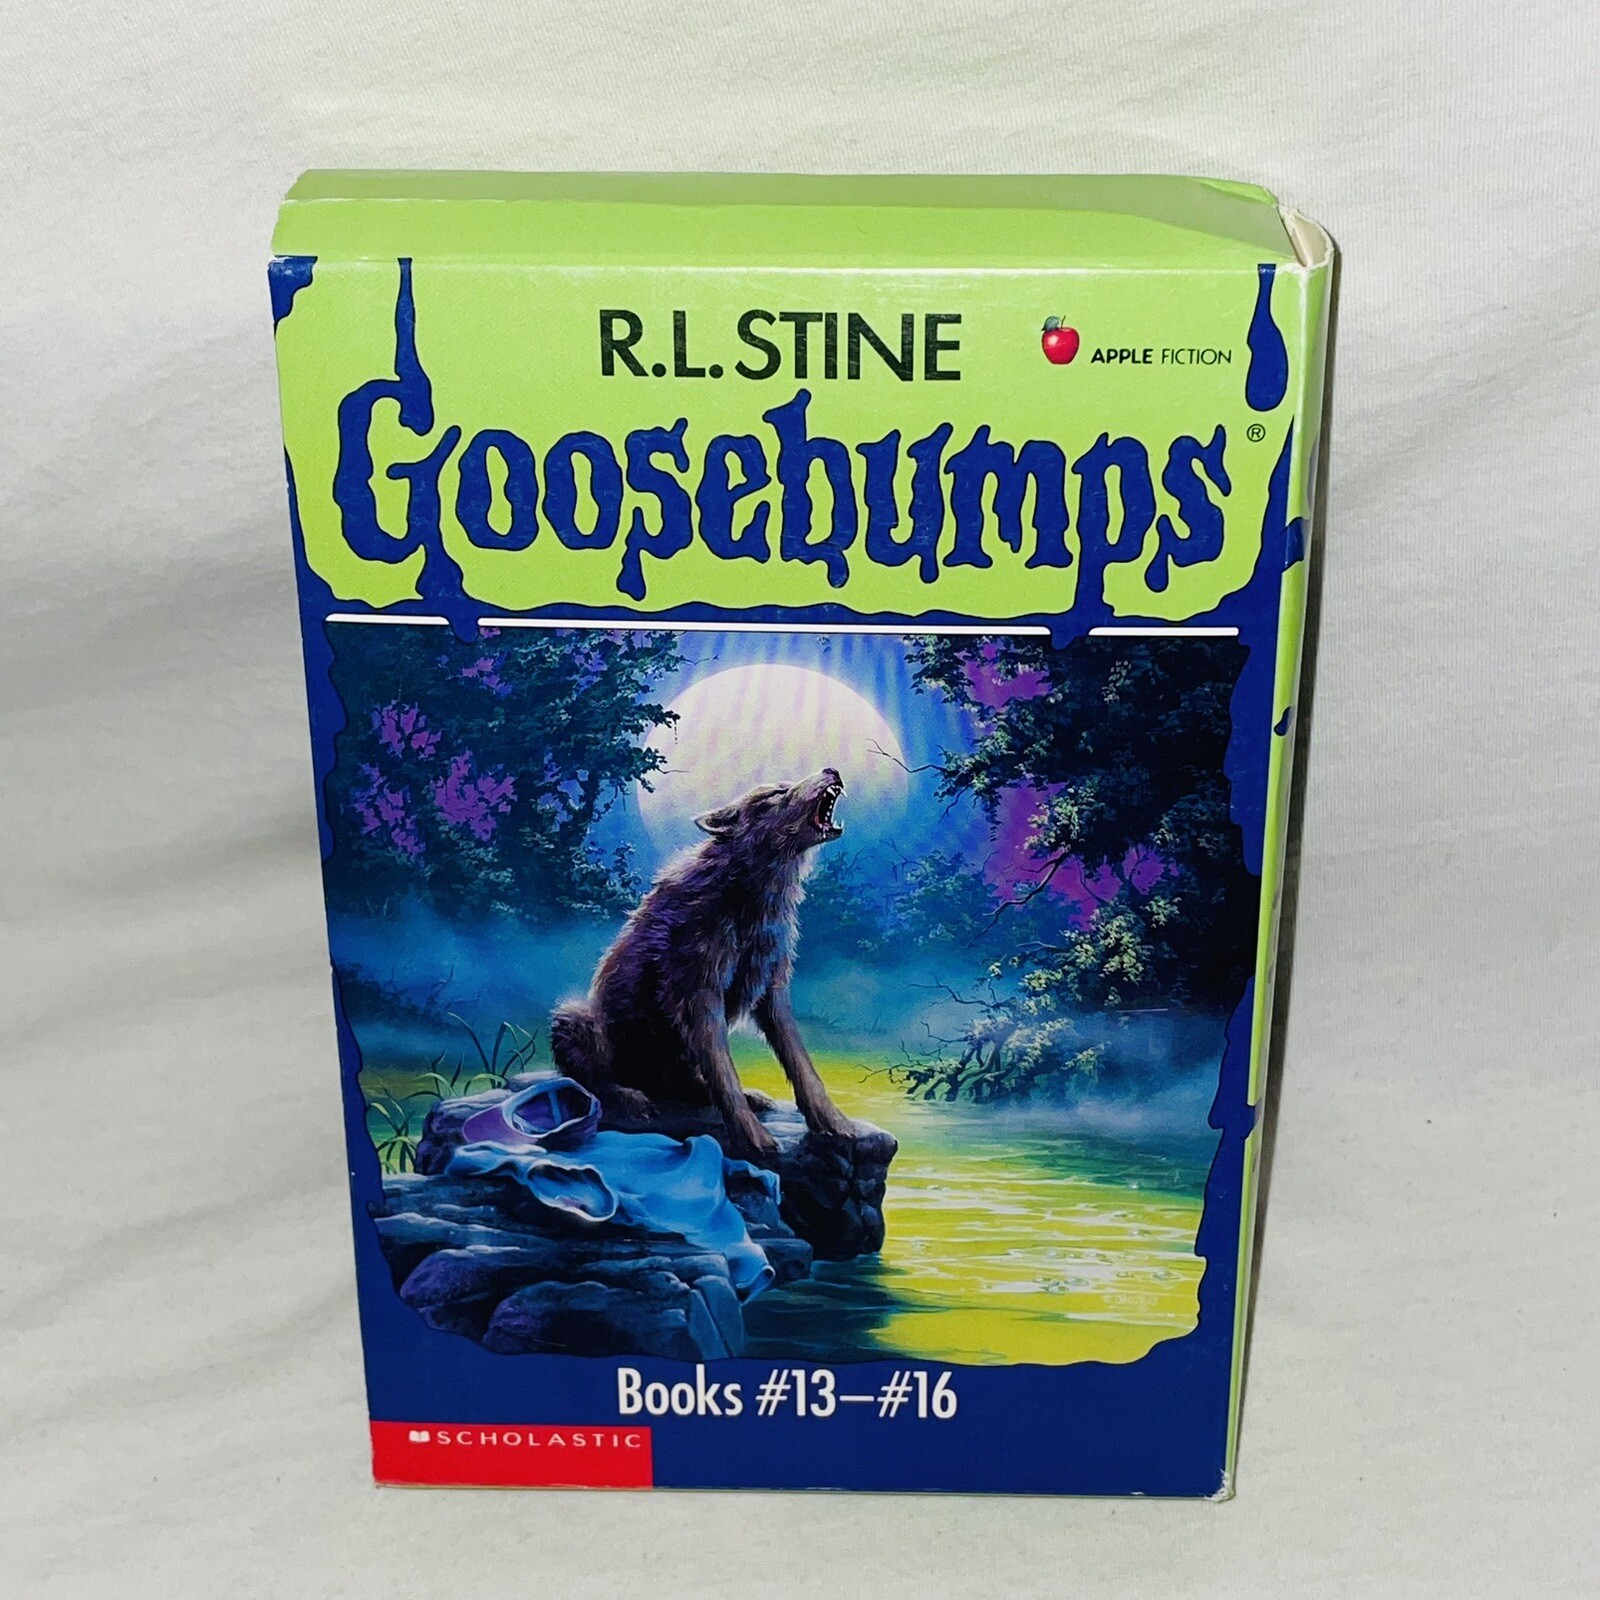 R.L. STINE
APPLE FICTION
Goosebumps®
Books #13–#16
SCHOLASTIC